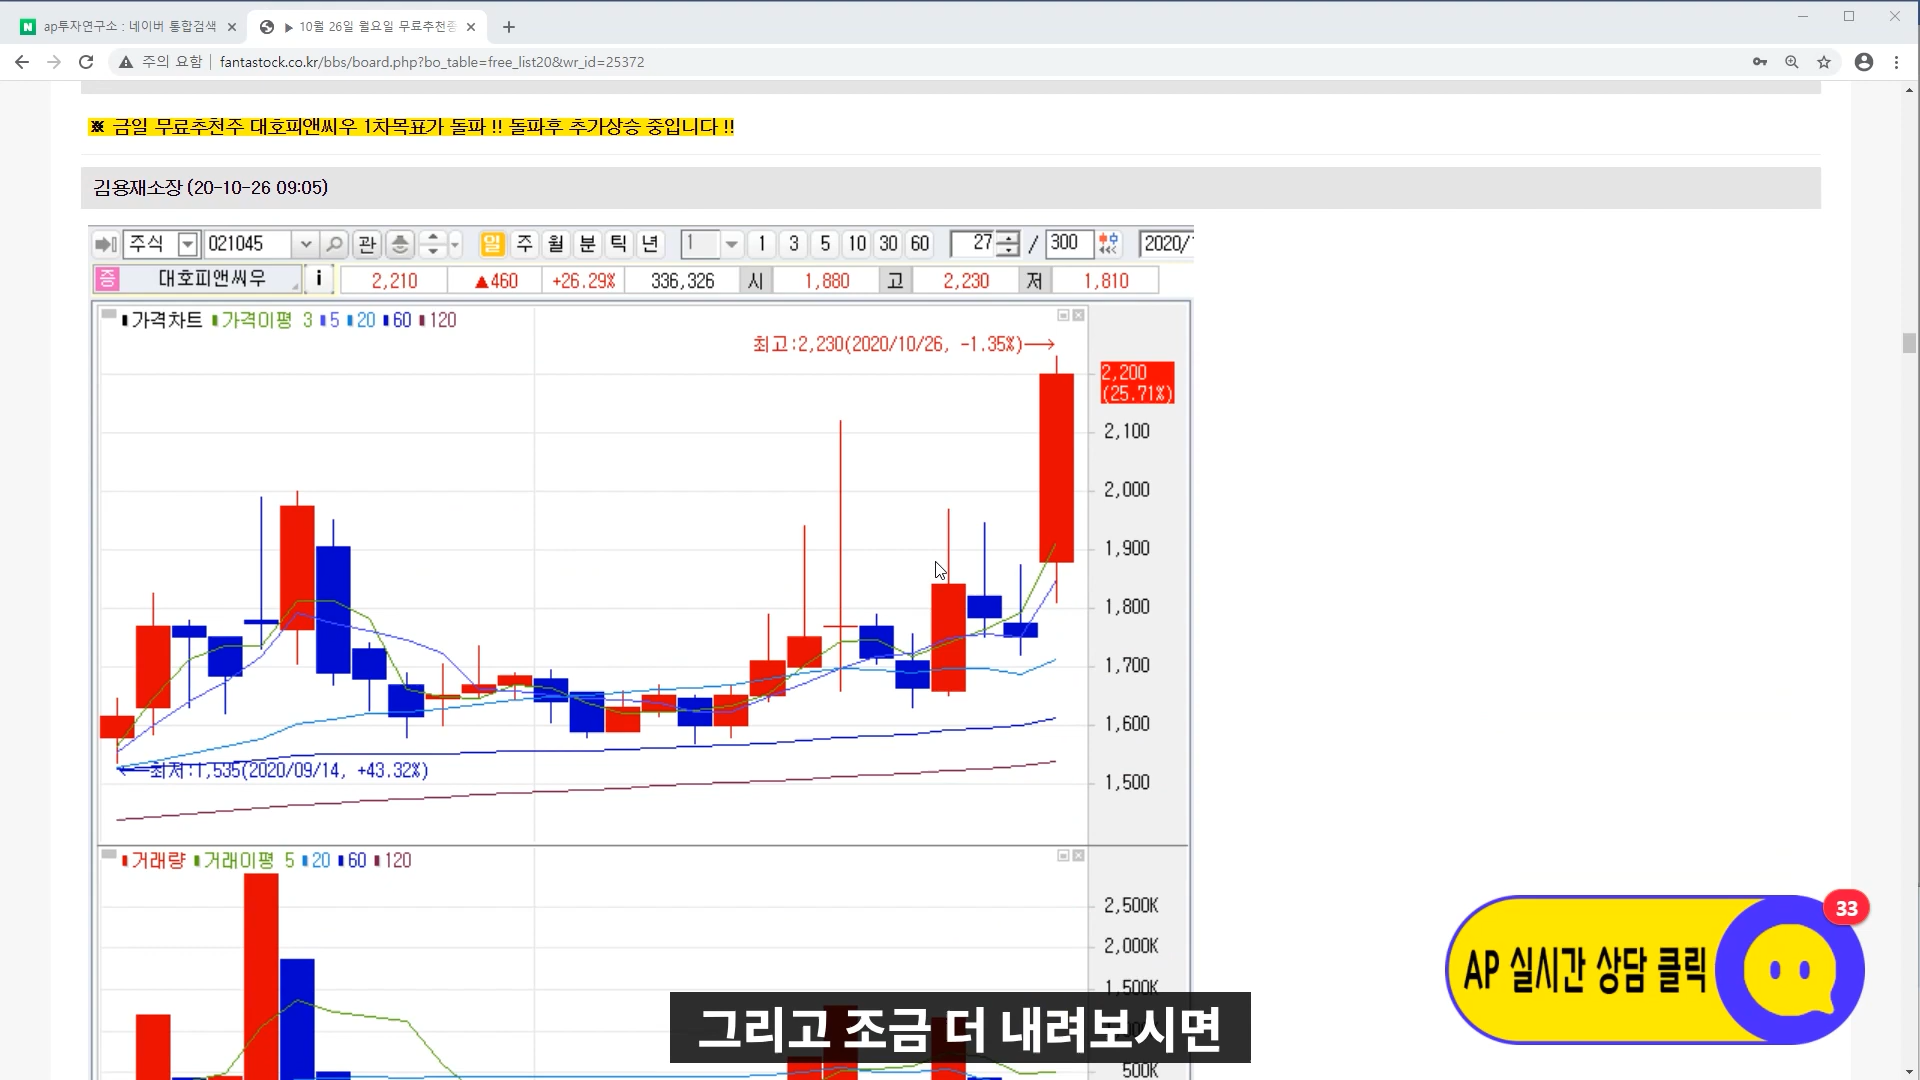 ap투자연구소 : 네이버 통합검색
▶ 10월 26일 월요일 무료추천종
주의 요함
fantastock.co.kr/bbs/board.php?bo_table=free_list20&wr_id=25372
※ 금일 무료추천주 대호피앤씨우 1차목표가 돌파 !! 돌파후 추가상승 중입니다 !!
김용재소장 (20-10-26 09:05)
주식 021045 관 일 주 월 분 틱 년 1 1 3 5 10 30 60 27 / 300 2020/
증 대호피앤씨우 i 2,210 ▲460 +26.29% 336,326 시 1,880 고 2,230 저 1,810
가격차트 가격이평 3 5 20 60 120
최고:2,230(2020/10/26, -1.35%)→
2,200
(25.71%)
2,100
2,000
1,900
1,800
1,700
1,600
1,500
←최저:1,535(2020/09/14, +43.32%)
거래량 거래이평 5 20 60 120
2,500K
2,000K
1,500K
500K
33
AP 실시간 상담 클릭
그리고 조금 더 내려보시면